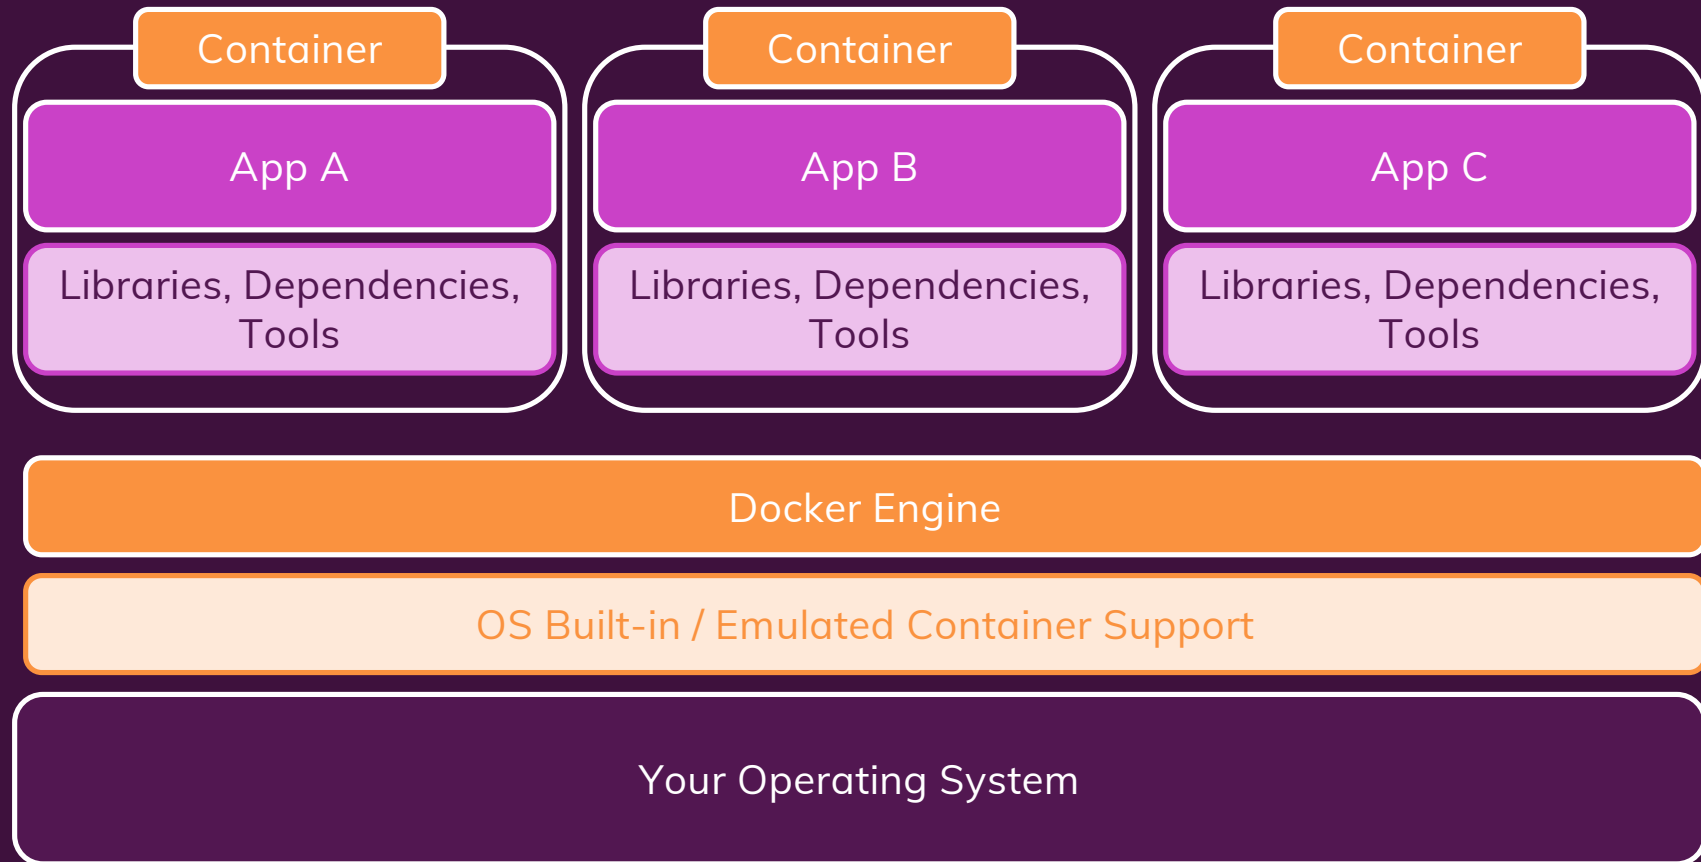 Container
App A
Libraries, Dependencies,
Tools
Container
App B
Libraries, Dependencies,
Tools
Container
App C
Libraries, Dependencies,
Tools
Docker Engine
OS Built-in / Emulated Container Support
Your Operating System